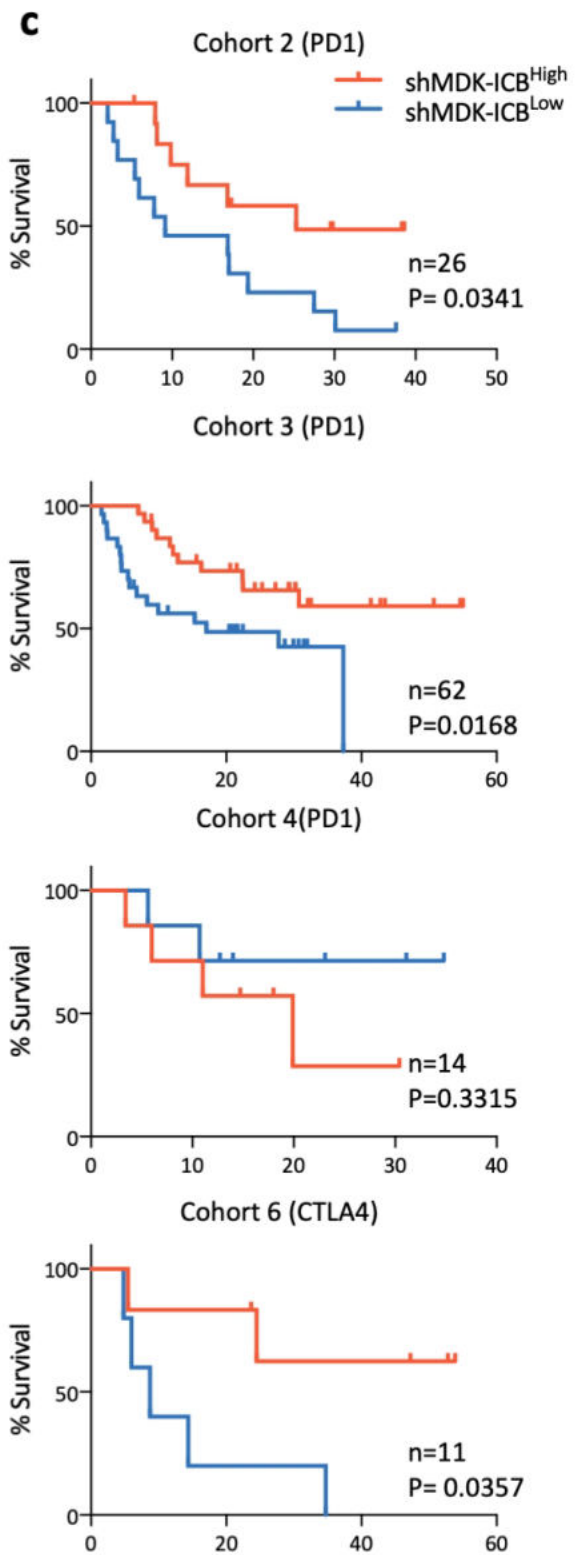 c
Cohort 2 (PD1)
shMDK-ICBHigh
shMDK-ICBLow
100
50
0
% Survival
n=26
P= 0.0341
0 10 20 30 40 50
Cohort 3 (PD1)
100
50
0
% Survival
n=62
P=0.0168
0 20 40 60
Cohort 4(PD1)
100
50
0
% Survival
n=14
P=0.3315
0 10 20 30 40
Cohort 6 (CTLA4)
100
50
0
% Survival
n=11
P= 0.0357
0 20 40 60